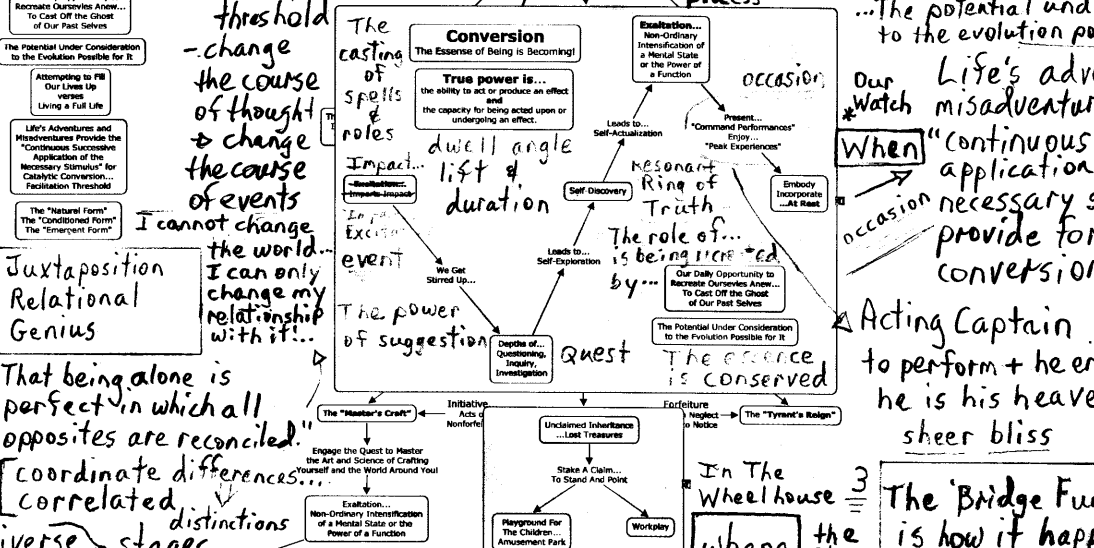 Recreate Oursevles Anew...
To Cast Off the Ghost
of Our Past Selves
The Potential Under Consideration
to the Evolution Possible for It
Attempting to Fill
Our Lives Up
verses
Living a Full Life
Life's Adventures and
Misadventures Provide the
"Continuous Successive
Application of the
Necessary Stimulus" for
Catalytic Conversion...
Facilitation Threshold
The "Natural Form"
The "Conditioned Form"
The "Emergent Form"
Juxtaposition
Relational
Genius
That being alone is
perfect in which all
opposites are reconciled."
coordinate differences...
correlated
distinctions
threshold
-change
the course
of thought
change
the course
of events
I cannot change
the world...
I can only
change my
relationship
with it!..
The
casting
of
spells
&
roles
Impact...
event
The power
of suggestion
Conversion
The Essense of Being is Becoming!
True power is...
the ability to act or produce an effect
and
the capacity for being acted upon or
undergoing an effect.
dwell angle
lift &
duration
We Get
Stirred Up...
Depths of...
Questioning,
Inquiry,
Investigation
Quest
Leads to...
Self-Exploration
Self-Discovery
Leads to...
Self-Actualization
Exaltation...
Non-Ordinary
Intensification of
a Mental State
or the Power of
a Function
occasion
Present...
"Command Performances"
Enjoy...
"Peak Experiences"
Embody
Incorporate
...At Rest
Resonant
Ring of
Truth
The role of...
is being
by...
Our Daily Opportunity to
Recreate Oursevles Anew...
To Cast Off the Ghost
of Our Past Selves
The Potential Under Consideration
to the Evolution Possible for It
The essence
is conserved
The "Master's Craft"
Initiative
Acts o
Nonforfei
Forfeiture
Neglect
to Notice
The "Tyrant's Reign"
Engage the Quest to Master
the Art and Science of Crafting
Yourself and the World Around You!
Exaltation...
Non-Ordinary Intensification
of a Mental State or the
Power of a Function
Unclaimed Inheritance
...Lost Treasures
Stake A Claim...
To Stand And Point
Playground For
The Children...
Amusement Park
Workplay
...The potential und
to the evolution po
Our
*Watch
When
Life's adv
misadventur
"continuous
application
necessary s
provide for
conversion
occasion
Acting Captain
to perform + he en
he is his heave
sheer bliss
In The
Wheelhouse
3
the
The 'Bridge Fu
is how it happ